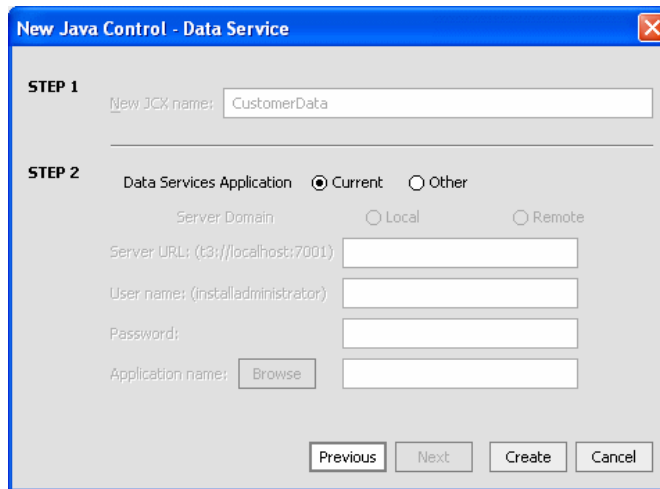 New Java Control - Data Service
STEP 1
New JCX name: CustomerData
STEP 2
Data Services Application Current Other
Server Domain Local Remote
Server URL: (t3://localhost:7001)
User name: (installadministrator)
Password:
Application name: Browse
Previous Next Create Cancel